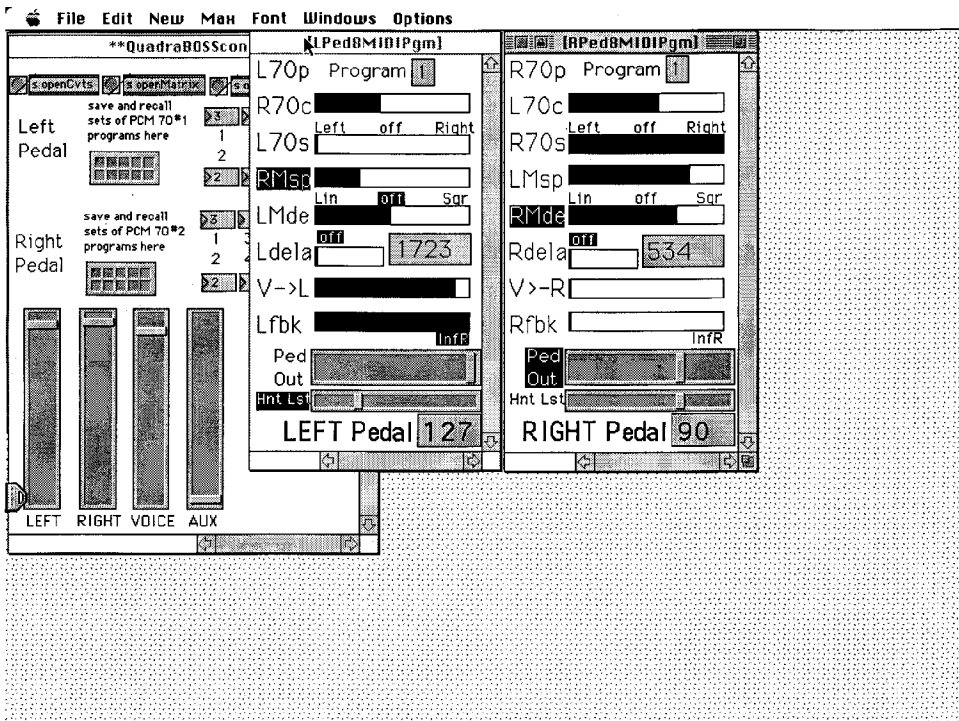 File Edit New Max Font Windows Options
**QuadraBOSScon
s openCvts s openMatrix s o
Left Pedal
save and recall
sets of PCM 70#1
programs here
>3
1
2
>2
Right Pedal
save and recall
sets of PCM 70#2
programs here
>3
1
2
>2
LEFT RIGHT VOICE AUX
[LPed8MIDIPgm]
L70p Program 1
R70c
Left off Right
L70s
RMsp
Lin off Sqr
LMde
off
Ldela 1723
V->L
Lfbk
InfR
Ped
Out
Hnt Lst
LEFT Pedal 127
[RPed8MIDIPgm]
R70p Program 1
L70c
Left off Right
R70s
LMsp
Lin off Sqr
RMde
off
Rdela 534
V>-R
Rfbk
InfR
Ped
Out
Hnt Lst
RIGHT Pedal 90